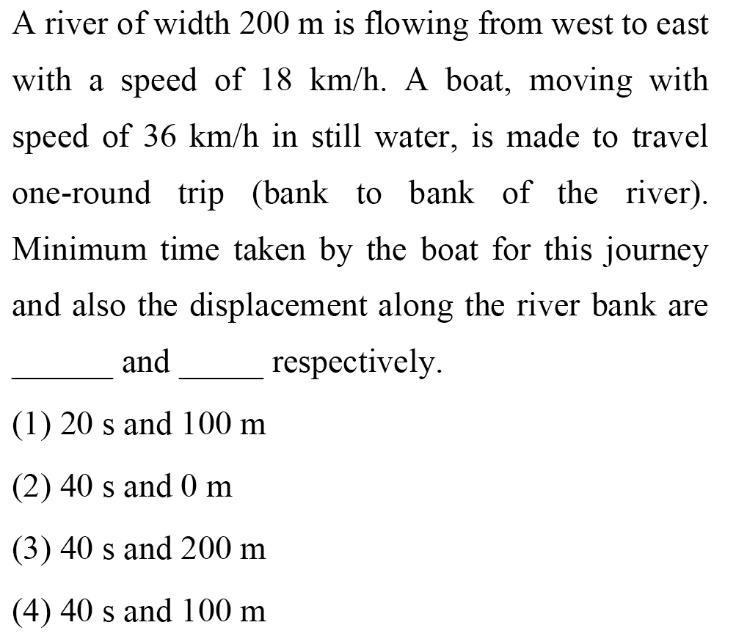 A river of width 200 m is flowing from west to east
with a speed of 18 km/h. A boat, moving with
speed of 36 km/h in still water, is made to travel
one-round trip (bank to bank of the river).
Minimum time taken by the boat for this journey
and also the displacement along the river bank are
______ and _____ respectively.
(1) 20 s and 100 m
(2) 40 s and 0 m
(3) 40 s and 200 m
(4) 40 s and 100 m